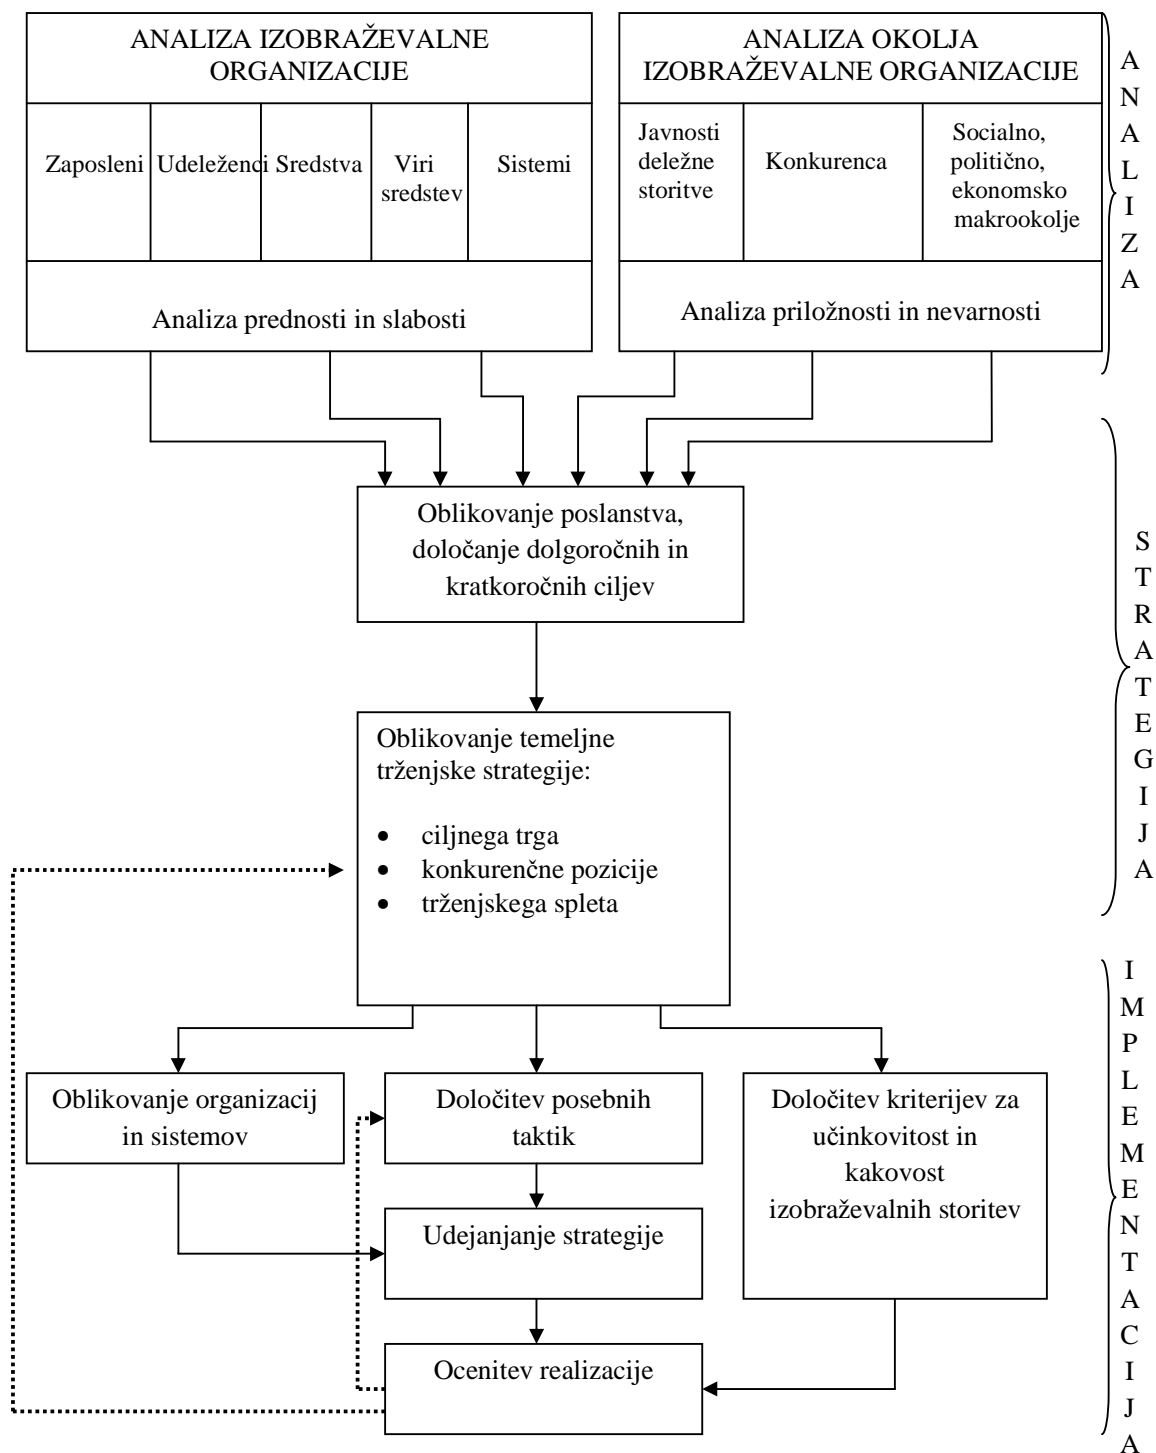 ANALIZA IZOBRAŽEVALNE
ORGANIZACIJE
Zaposleni
Udeleženci
Sredstva
Viri
sredstev
Sistemi
Analiza prednosti in slabosti
ANALIZA OKOLJA
IZOBRAŽEVALNE ORGANIZACIJE
Javnosti
deležne
storitve
Konkurenca
Socialno,
politično,
ekonomsko
makrookolje
Analiza priložnosti in nevarnosti
ANALIZA
Oblikovanje poslanstva,
določanje dolgoročnih in
kratkoročnih ciljev
Oblikovanje temeljne
trženjske strategije:
• ciljnega trga
• konkurenčne pozicije
• trženjskega spleta
STRATEGIJA
Oblikovanje organizacij
in sistemov
Določitev posebnih
taktik
Določitev kriterijev za
učinkovitost in
kakovost
izobraževalnih storitev
Udejanjanje strategije
Ocenitev realizacije
IMPLEMENTACIJA